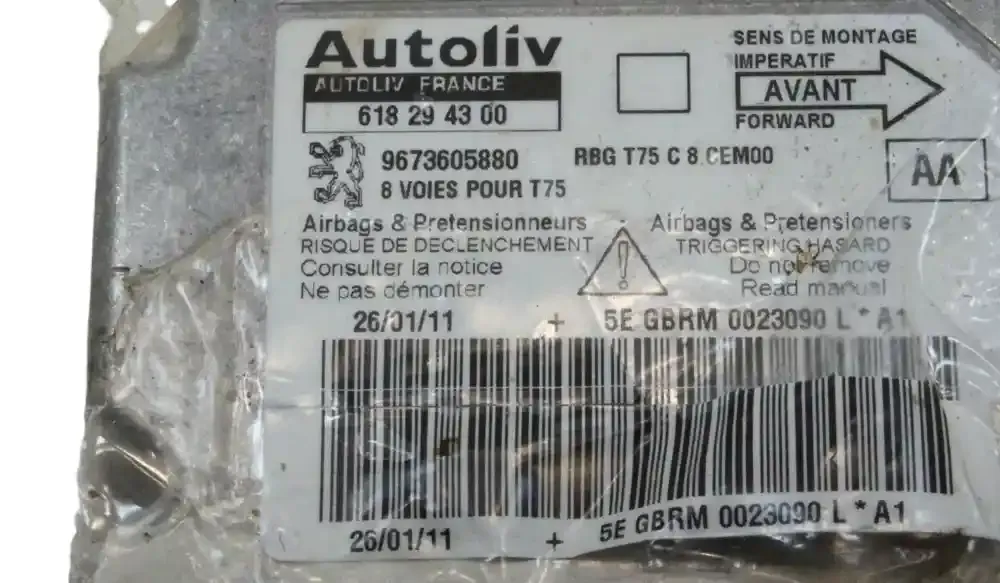 Autoliv
AUTOLIV FRANCE
618 29 4 3 00
SENS DE MONTAGE
IMPERATIF
AVANT
FORWARD
9673605880
RBG T75 C 8.CEM00
8 VOIES POUR T75
AA
Airbags & Pretensionneurs
RISQUE DE DECLENCHEMENT
Consulter la notice
Ne pas démonter
Airbags & Pretensioners
TRIGGERING HASARD
Do not remove
Read manual
26/01/11 + 5E GBRM 0023090 L * A1
26/01/11 + 5E GBRM 0023090 L * A1